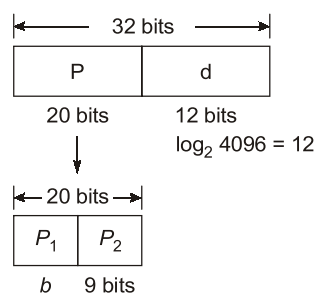 32 bits
P d
20 bits 12 bits
log₂ 4096 = 12
20 bits
P₁ P₂
b 9 bits